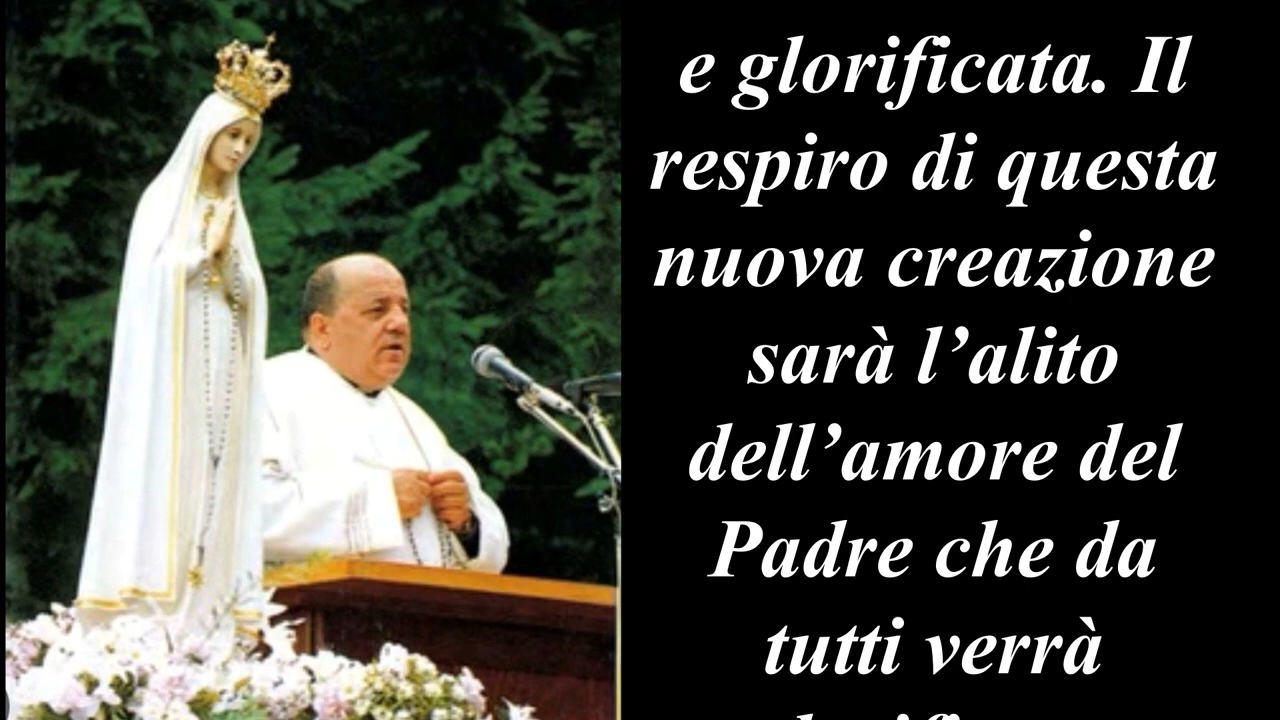 e glorificata. Il
respiro di questa
nuova creazione
sarà l’alito
dell’amore del
Padre che da
tutti verrà